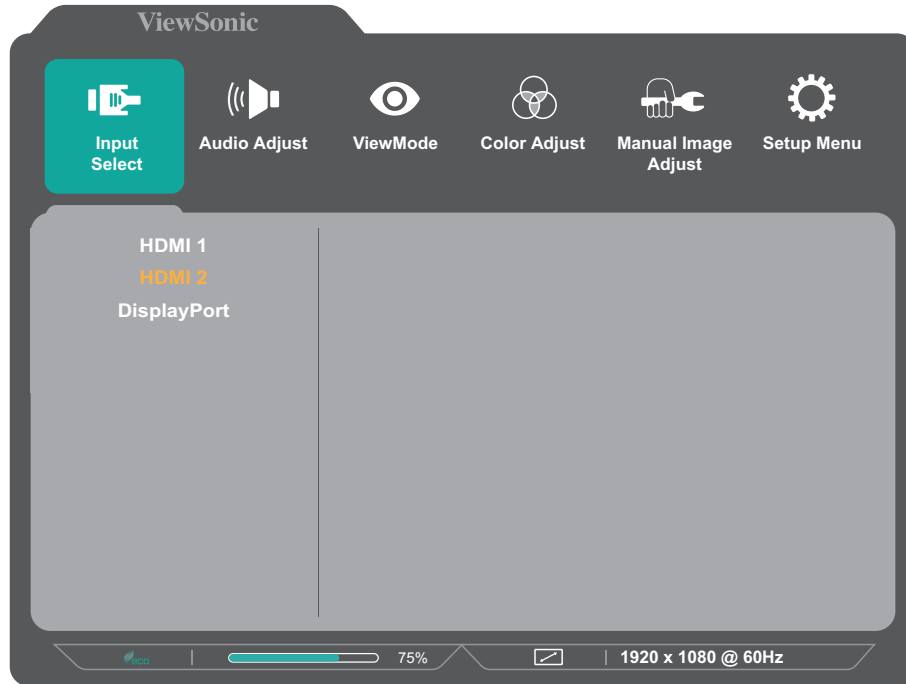 ViewSonic
Input Select
Audio Adjust
ViewMode
Color Adjust
Manual Image Adjust
Setup Menu
HDMI 1
HDMI 2
DisplayPort
eco
75%
1920 x 1080 @ 60Hz